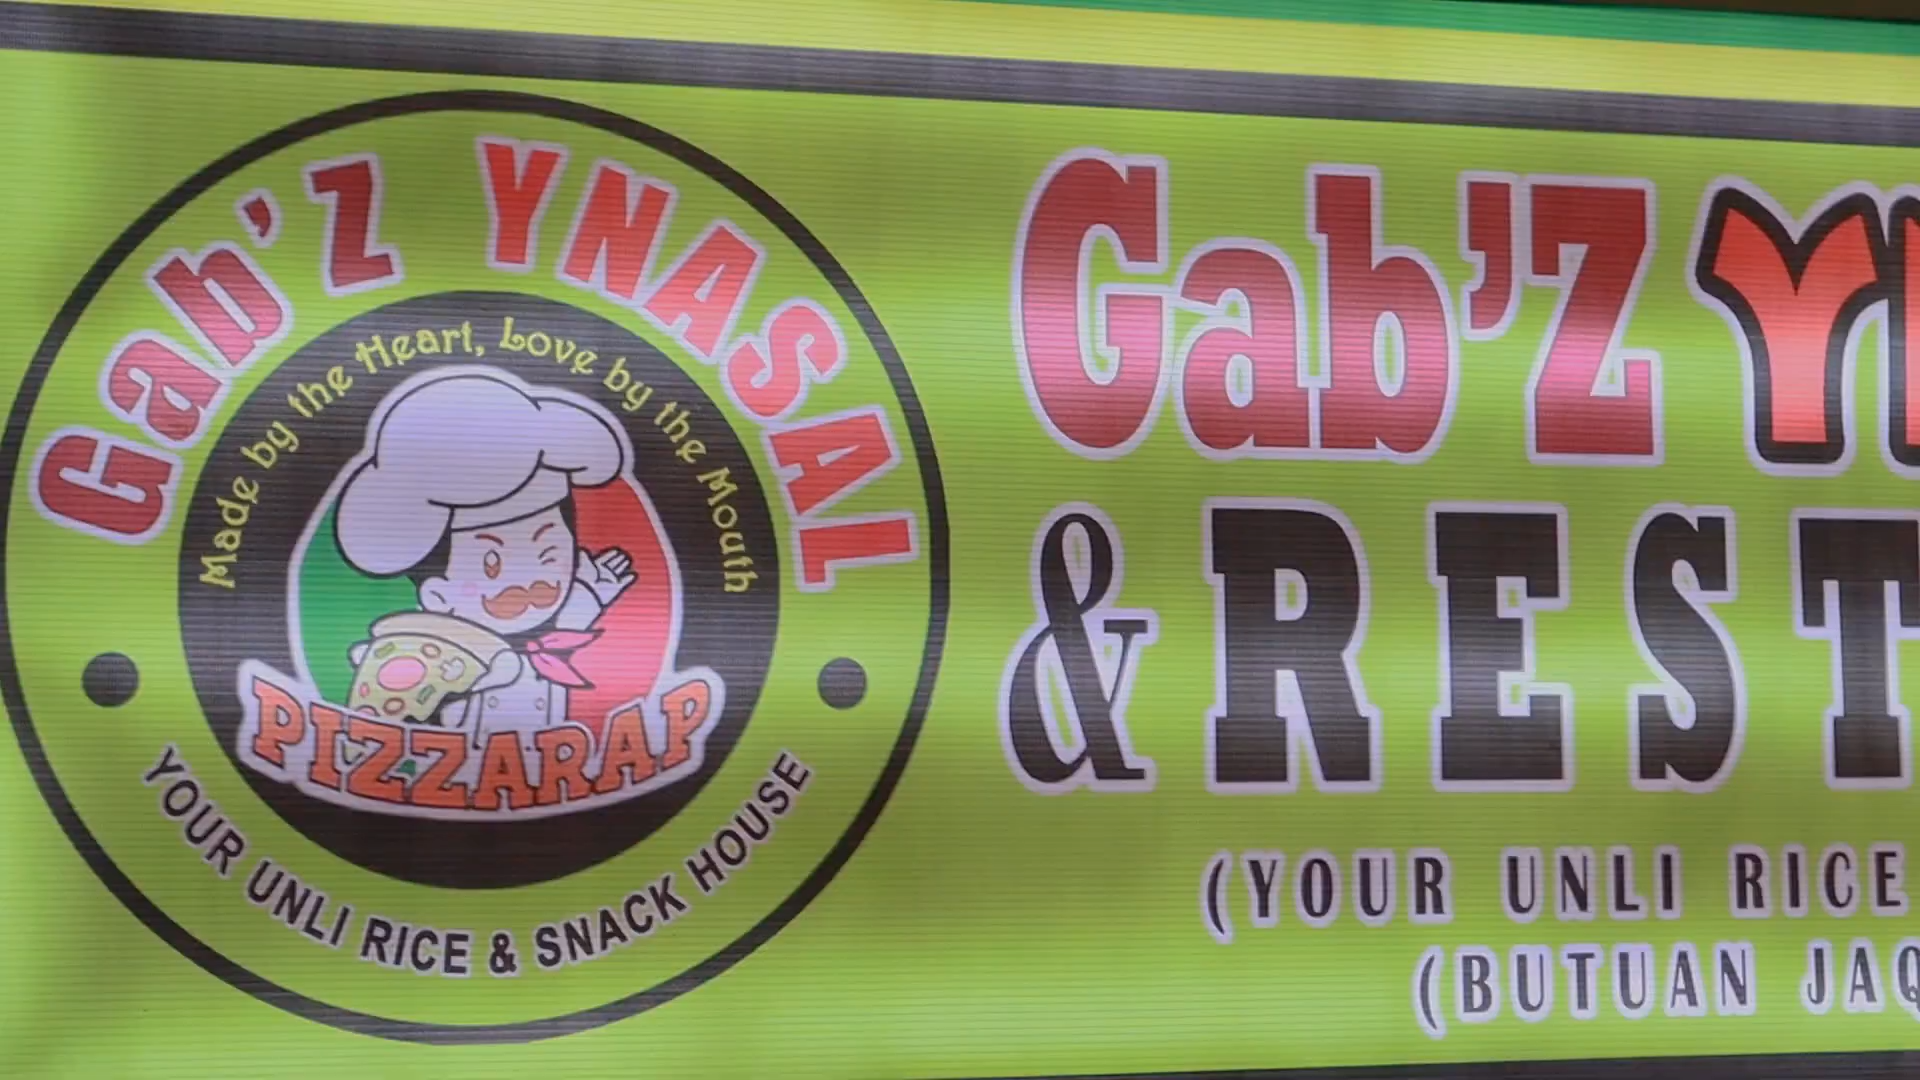 Gab'Z YNASAL
Made by the Heart, Love by the Mouth
PIZZARAP
YOUR UNLI RICE & SNACK HOUSE
Gab'Z
& REST
(YOUR UNLI RICE
(BUTUAN